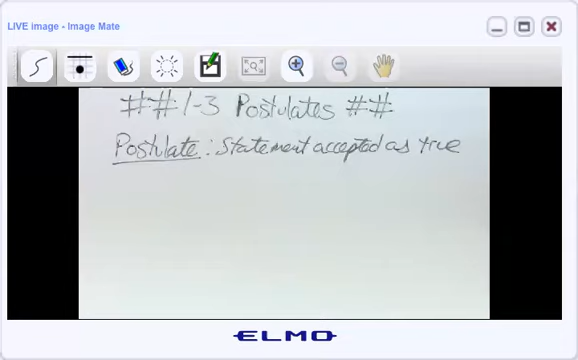 LIVE image - Image Mate
##1-3 Postulates ##
Postulate : Statement accepted as true
ELMO